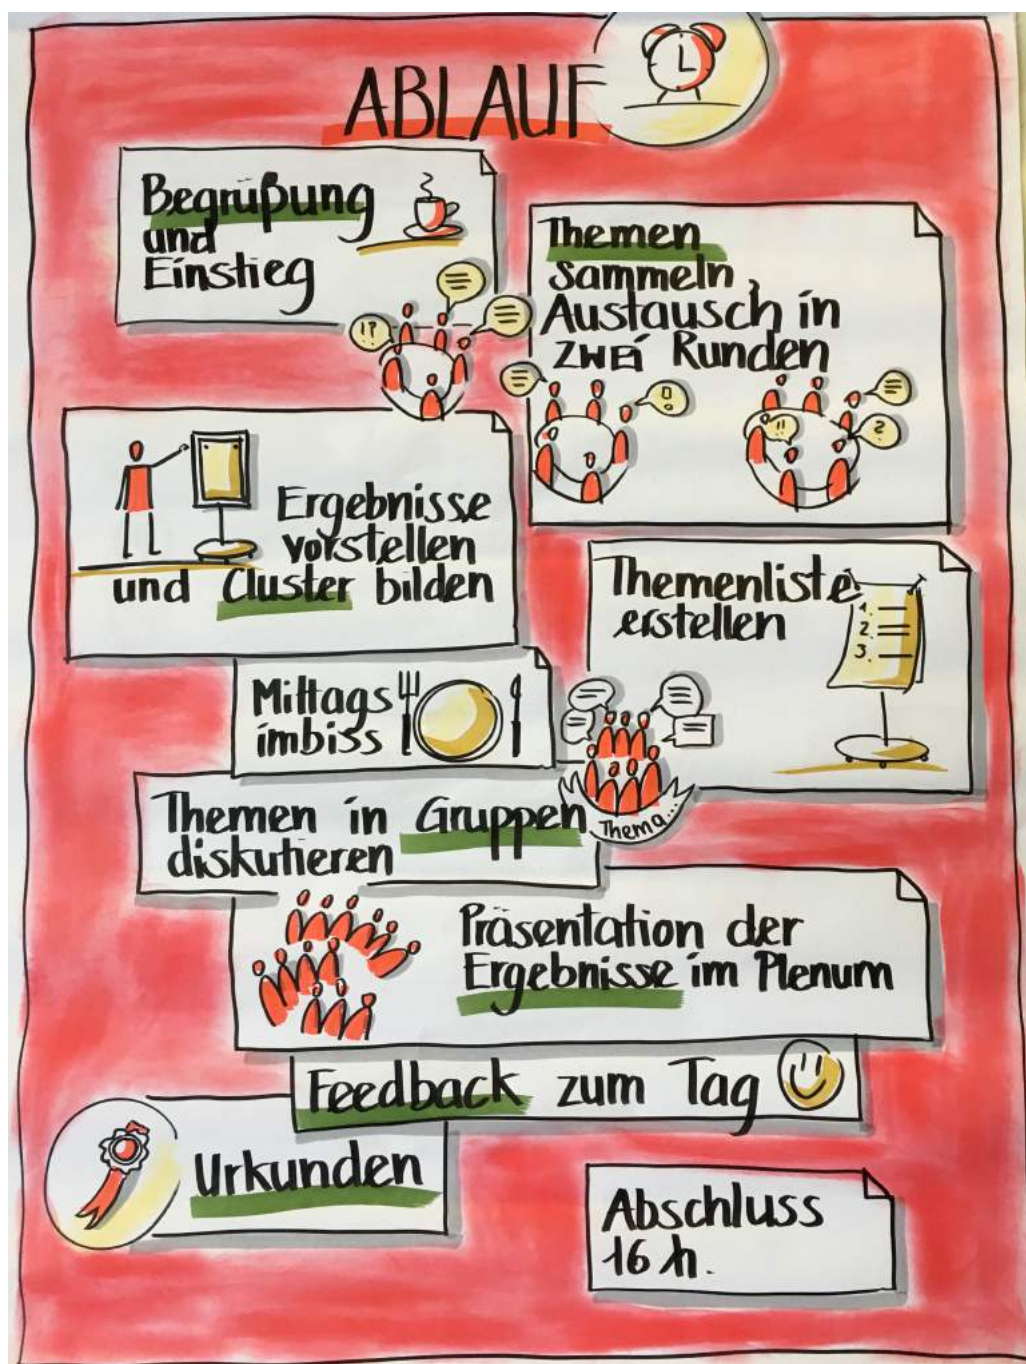 ABLAUF
Begrüßung
und
Einstieg
Themen
sammeln,
Austausch in
zwei Runden
Ergebnisse
vorstellen
und Cluster bilden
Themenliste
erstellen
1.
2.
3.
Mittags
imbiss
Themen in Gruppen
diskutieren
Thema...
Präsentation der
Ergebnisse im Plenum
Feedback zum Tag
Urkunden
Abschluss
16 h.